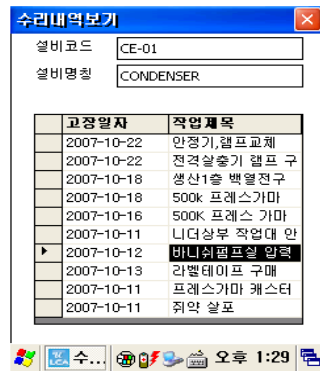 수리내역보기
설비코드 CE-01
설비명칭 CONDENSER
고장일자 작업제목
2007-10-22 안정기,램프교체
2007-10-22 전격살충기 램프 구
2007-10-18 생산1층 백열전구
2007-10-18 500k 프레스가마
2007-10-16 500K 프레스 가마
2007-10-11 니더상부 작업대 안
2007-10-12 바니쉬펌프실 압력
2007-10-13 라벨테이프 구매
2007-10-11 프레스가마 캐스터
2007-10-11 쥐약 살포
수... 오후 1:29